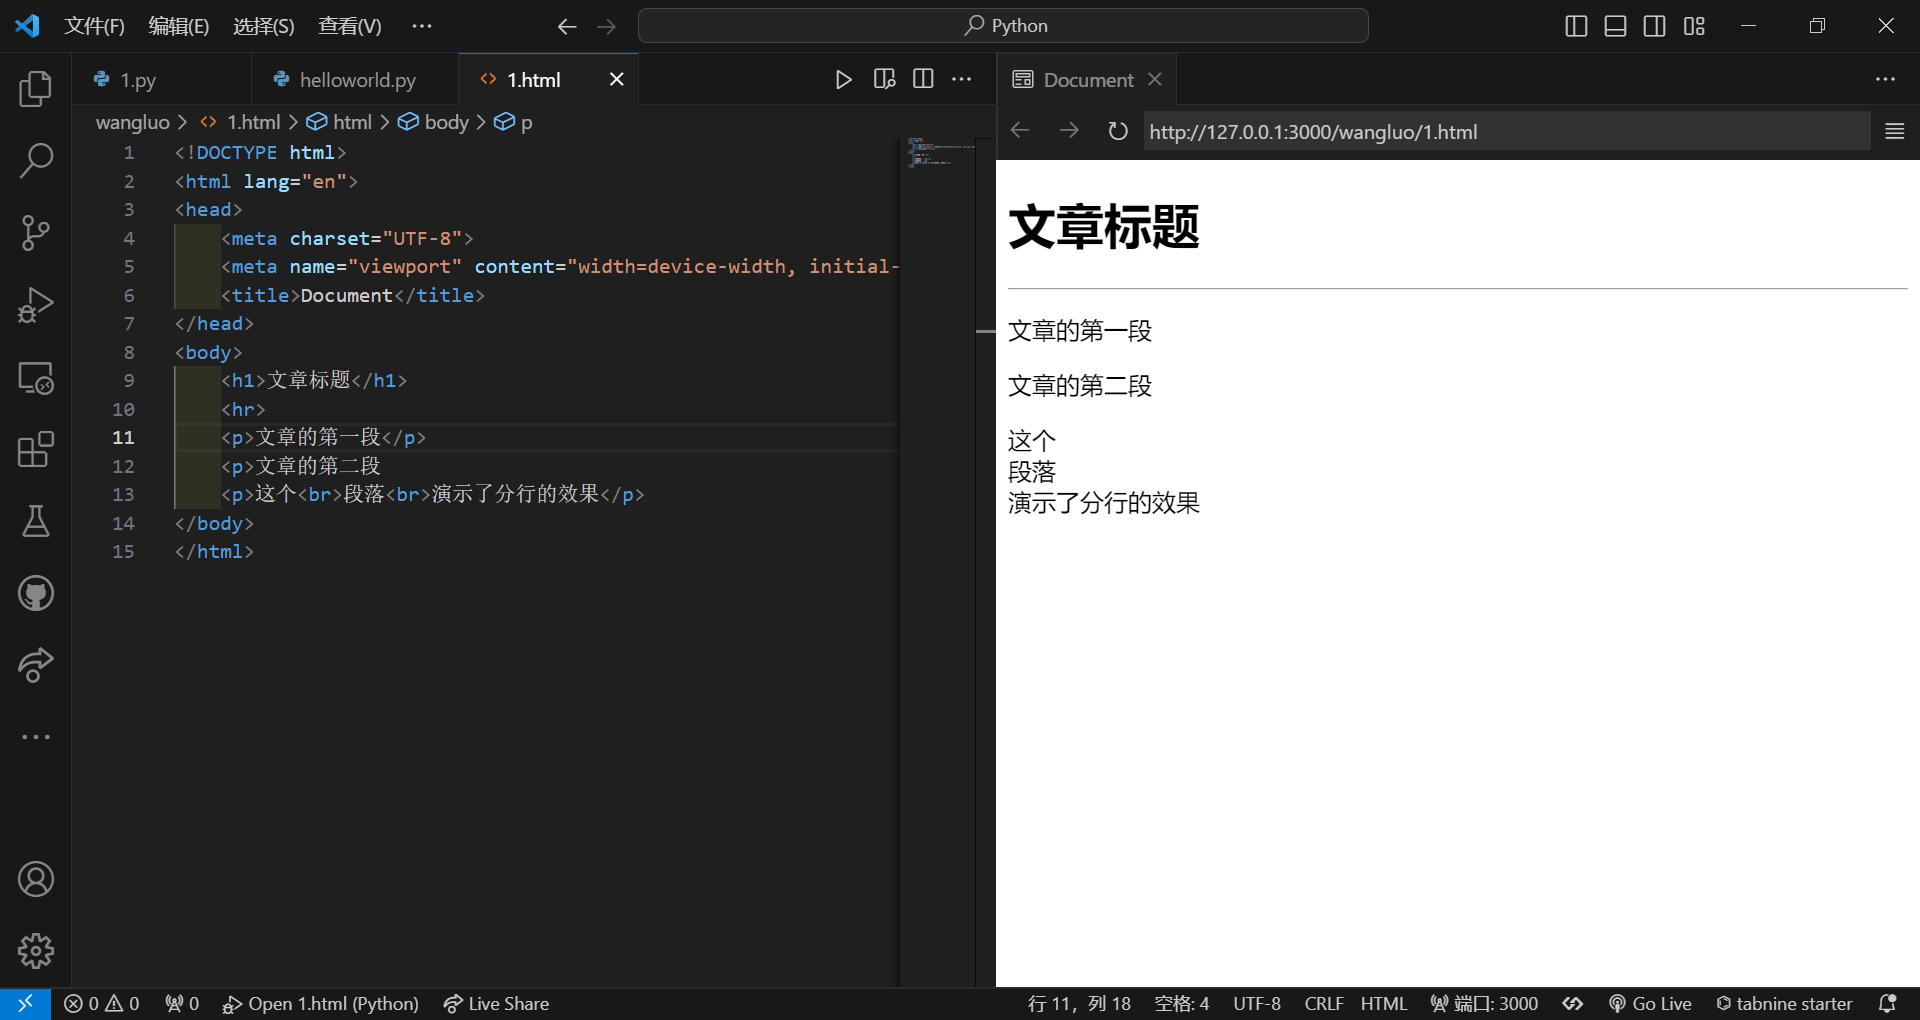 文件(F) 编辑(E) 选择(S) 查看(V) ··· Python
1.py helloworld.py 1.html
wangluo > 1.html > html > body > p
1 <!DOCTYPE html>
2 <html lang="en">
3 <head>
4 <meta charset="UTF-8">
5 <meta name="viewport" content="width=device-width, initial-
6 <title>Document</title>
7 </head>
8 <body>
9 <h1>文章标题</h1>
10 <hr>
11 <p>文章的第一段</p>
12 <p>文章的第二段
13 <p>这个<br>段落<br>演示了分行的效果</p>
14 </body>
15 </html>
Document
http://127.0.0.1:3000/wangluo/1.html
文章标题
文章的第一段
文章的第二段
这个
段落
演示了分行的效果
0 0 0 Open 1.html (Python) Live Share 行 11, 列 18 空格: 4 UTF-8 CRLF HTML 端口: 3000 Go Live tabnine starter